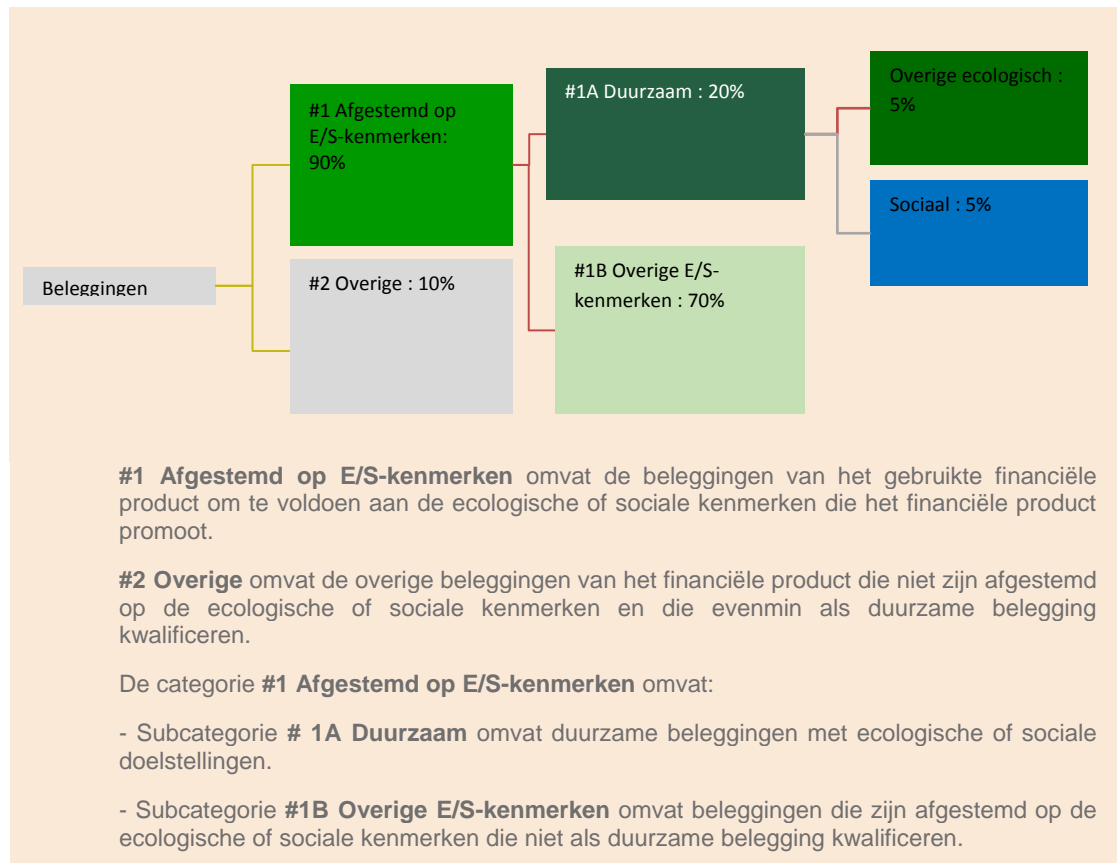 Beleggingen
#1 Afgestemd op
E/S-kenmerken:
90%
#2 Overige : 10%
#1A Duurzaam : 20%
#1B Overige E/S-
kenmerken : 70%
Overige ecologisch :
5%
Sociaal : 5%
#1 Afgestemd op E/S-kenmerken omvat de beleggingen van het gebruikte financiële
product om te voldoen aan de ecologische of sociale kenmerken die het financiële product
promoot.
#2 Overige omvat de overige beleggingen van het financiële product die niet zijn afgestemd
op de ecologische of sociale kenmerken en die evenmin als duurzame belegging
kwalificeren.
De categorie #1 Afgestemd op E/S-kenmerken omvat:
- Subcategorie # 1A Duurzaam omvat duurzame beleggingen met ecologische of sociale
doelstellingen.
- Subcategorie #1B Overige E/S-kenmerken omvat beleggingen die zijn afgestemd op de
ecologische of sociale kenmerken die niet als duurzame belegging kwalificeren.